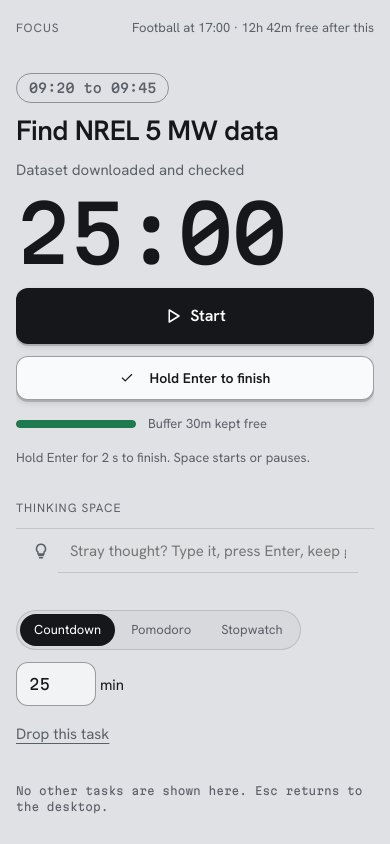 FOCUS
Football at 17:00 · 12h 42m free after this
09:20 to 09:45
Find NREL 5 MW data
Dataset downloaded and checked
25:00
Start
Hold Enter to finish
Buffer 30m kept free
Hold Enter for 2 s to finish. Space starts or pauses.
THINKING SPACE
Stray thought? Type it, press Enter, keep
Countdown
Pomodoro
Stopwatch
25
min
Drop this task
No other tasks are shown here. Esc returns to
the desktop.